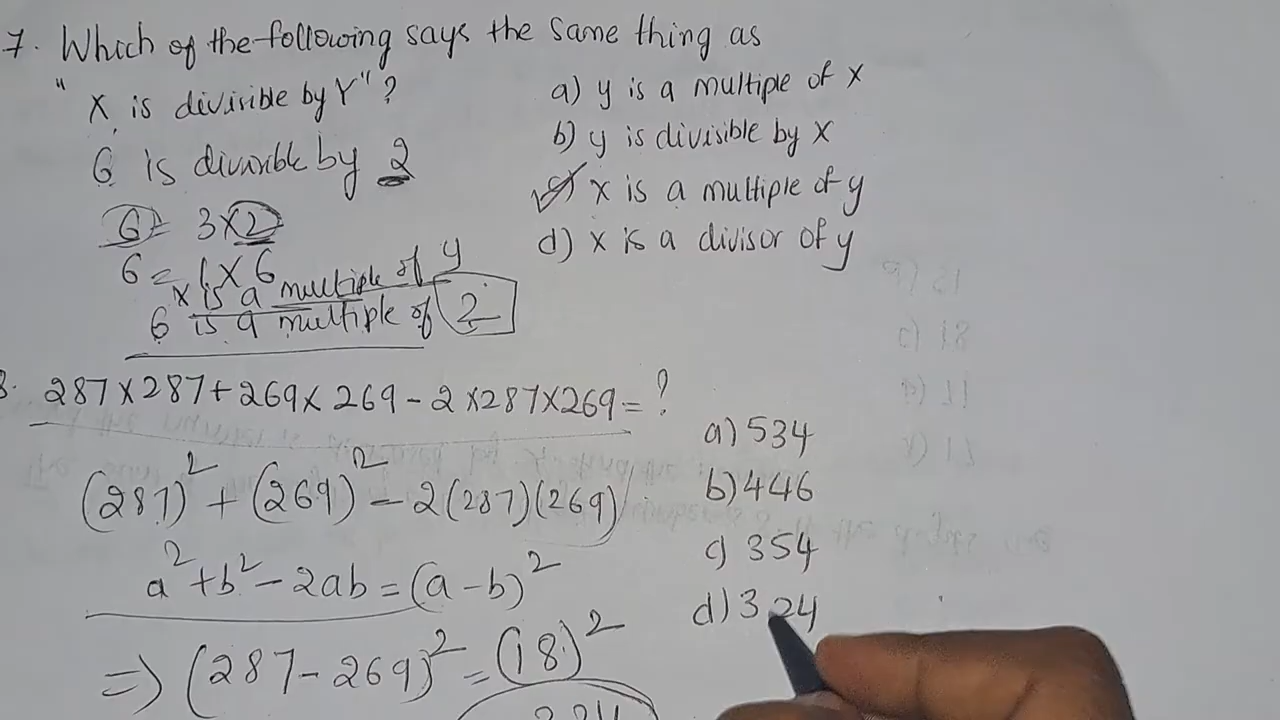 7. Which of the following says the same thing as
"X is divisible by Y"?
a) y is a multiple of x
b) y is divisible by x
c) x is a multiple of y
d) x is a divisor of y
6 is divisible by 2
6 = 3×2
6 = 1×6
x is a multiple of y
6 is a multiple of 2
8. 287×287+269×269-2×287×269=?
a) 534
b) 446
c) 354
d) 324
(287)²+(269)²-2(287)(269)
a²+b²-2ab=(a-b)²
⇒ (287-269)²=(18)²
324